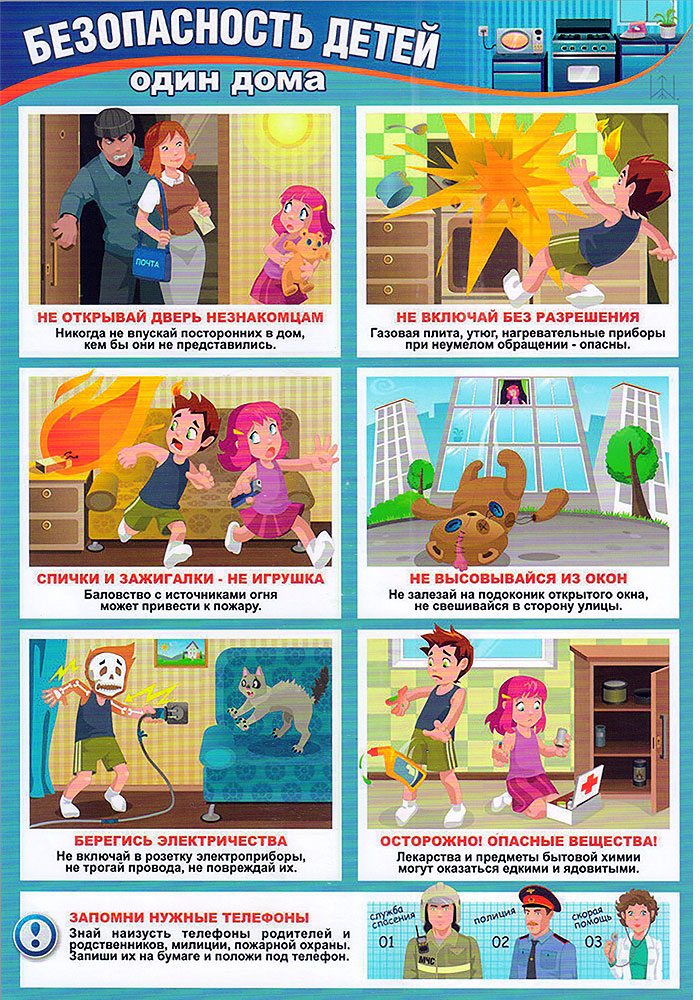 БЕЗОПАСНОСТЬ ДЕТЕЙ
один дома
ПОЧТА
НЕ ОТКРЫВАЙ ДВЕРЬ НЕЗНАКОМЦАМ
Никогда не впускай посторонних в дом,
кем бы они не представились.
НЕ ВКЛЮЧАЙ БЕЗ РАЗРЕШЕНИЯ
Газовая плита, утюг, нагревательные приборы
при неумелом обращении - опасны.
СПИЧКИ И ЗАЖИГАЛКИ - НЕ ИГРУШКА
Баловство с источниками огня
может привести к пожару.
НЕ ВЫСОВЫВАЙСЯ ИЗ ОКОН
Не залезай на подоконик открытого окна,
не свешивайся в сторону улицы.
БЕРЕГИСЬ ЭЛЕКТРИЧЕСТВА
Не включай в розетку электроприборы,
не трогай провода, не повреждай их.
ОСТОРОЖНО! ОПАСНЫЕ ВЕЩЕСТВА!
Лекарства и предметы бытовой химии
могут оказаться едкими и ядовитыми.
ЗАПОМНИ НУЖНЫЕ ТЕЛЕФОНЫ
Знай наизусть телефоны родителей и
родственников, милиции, пожарной охраны.
Запиши их на бумаге и положи под телефон.
служба
спасения
01
МЧС
полиция
02
скорая
помощь
03